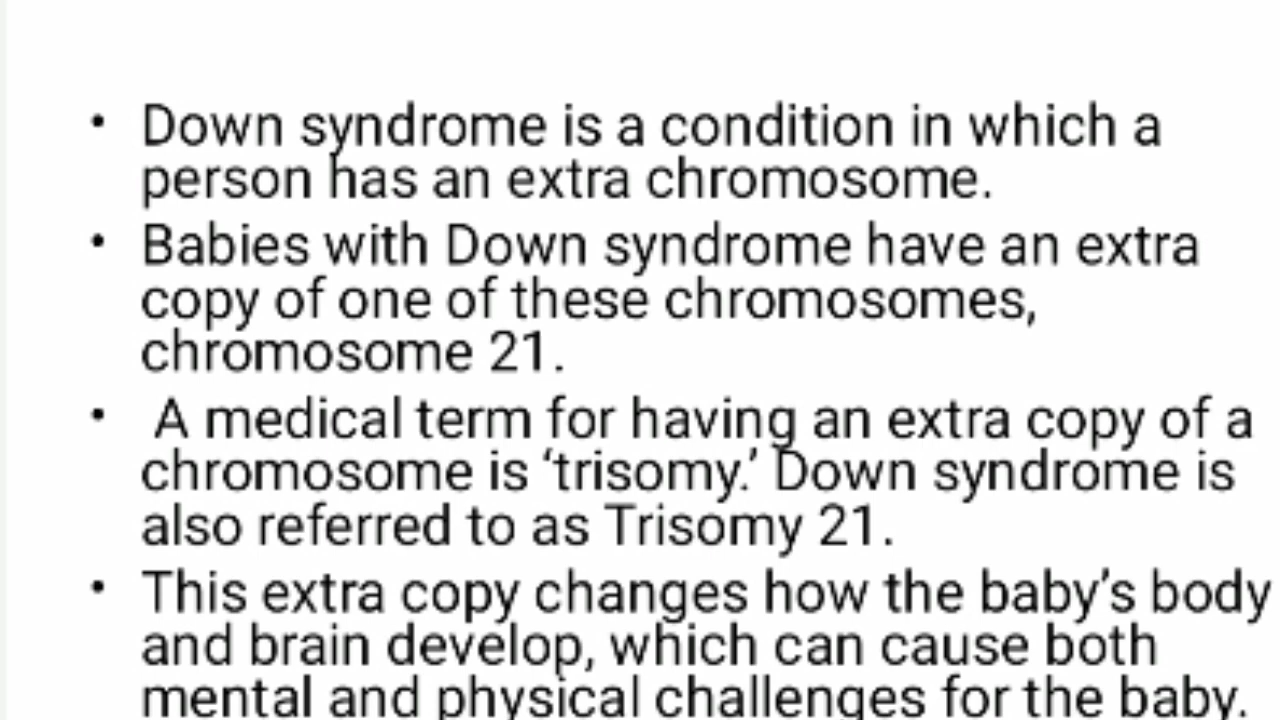 • Down syndrome is a condition in which a
person has an extra chromosome.
• Babies with Down syndrome have an extra
copy of one of these chromosomes,
chromosome 21.
• A medical term for having an extra copy of a
chromosome is ‘trisomy.’ Down syndrome is
also referred to as Trisomy 21.
• This extra copy changes how the baby’s body
and brain develop, which can cause both
mental and physical challenges for the baby.